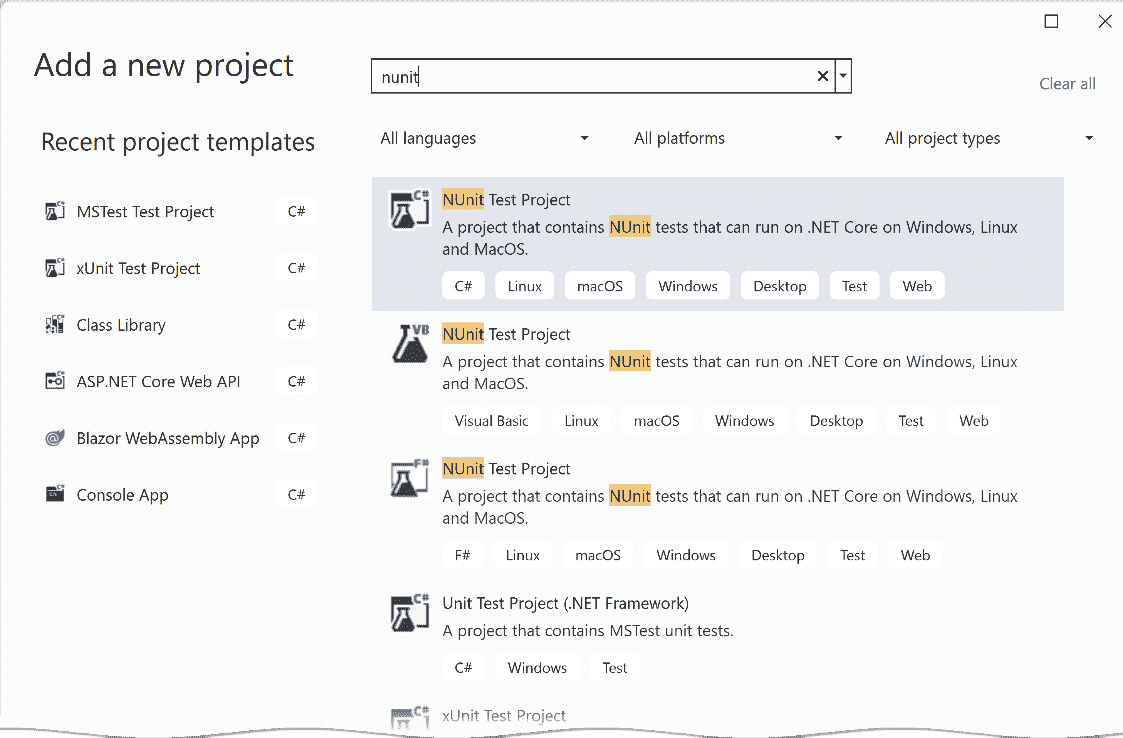 Add a new project
nunit
Clear all
Recent project templates
MSTest Test Project C#
xUnit Test Project C#
Class Library C#
ASP.NET Core Web API C#
Blazor WebAssembly App C#
Console App C#
All languages All platforms All project types
C#
NUnit Test Project
A project that contains NUnit tests that can run on .NET Core on Windows, Linux
and MacOS.
C# Linux macOS Windows Desktop Test Web
VB
NUnit Test Project
A project that contains NUnit tests that can run on .NET Core on Windows, Linux
and MacOS.
Visual Basic Linux macOS Windows Desktop Test Web
F#
NUnit Test Project
A project that contains NUnit tests that can run on .NET Core on Windows, Linux
and MacOS.
F# Linux macOS Windows Desktop Test Web
C#
Unit Test Project (.NET Framework)
A project that contains MSTest unit tests.
C# Windows Test
C#
xUnit Test Project